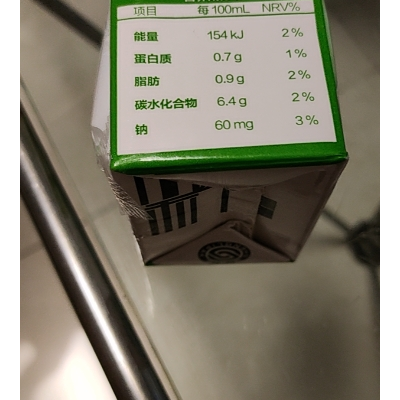 项目 每100mL NRV%
能量 154 kJ 2%
蛋白质 0.7 g 1%
脂肪 0.9 g 2%
碳水化合物 6.4 g 2%
钠 60 mg 3%